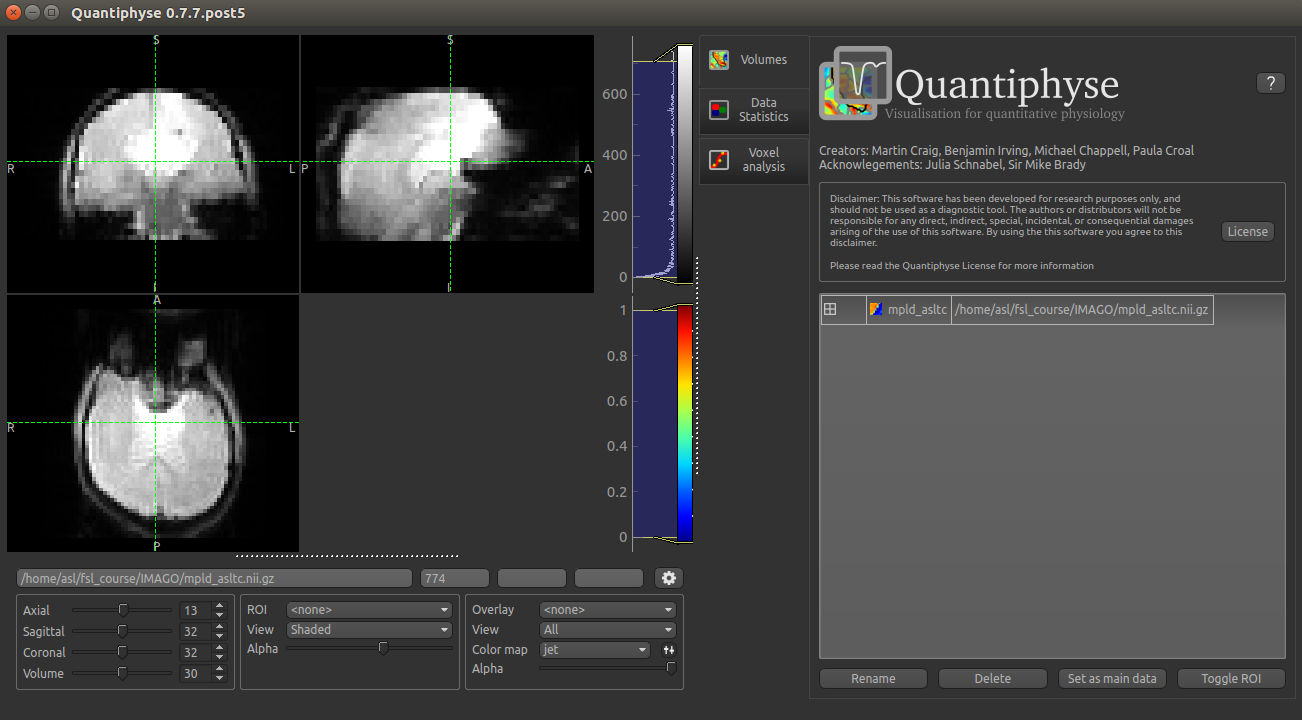 Quantiphyse 0.7.7.post5
S
R
L
I
S
P
A
I
A
R
L
P
600
400
200
0
1
0.8
0.6
0.4
0.2
0
Volumes
Data
Statistics
Voxel
analysis
Quantiphyse
Visualisation for quantitative physiology
?
Creators: Martin Craig, Benjamin Irving, Michael Chappell, Paula Croal
Acknowlegements: Julia Schnabel, Sir Mike Brady
Disclaimer: This software has been developed for research purposes only, and
should not be used as a diagnostic tool. The authors or distributors will not be
responsible for any direct, indirect, special, incidental, or consequential damages
arising of the use of this software. By using the this software you agree to this
disclaimer.
Please read the Quantiphyse License for more information
License
mpld_asltc /home/asl/fsl_course/IMAGO/mpld_asltc.nii.gz
/home/asl/fsl_course/IMAGO/mpld_asltc.nii.gz 774
Axial 13
Sagittal 32
Coronal 32
Volume 30
ROI <none>
View Shaded
Alpha
Overlay <none>
View All
Color map jet
Alpha
Rename Delete Set as main data Toggle ROI